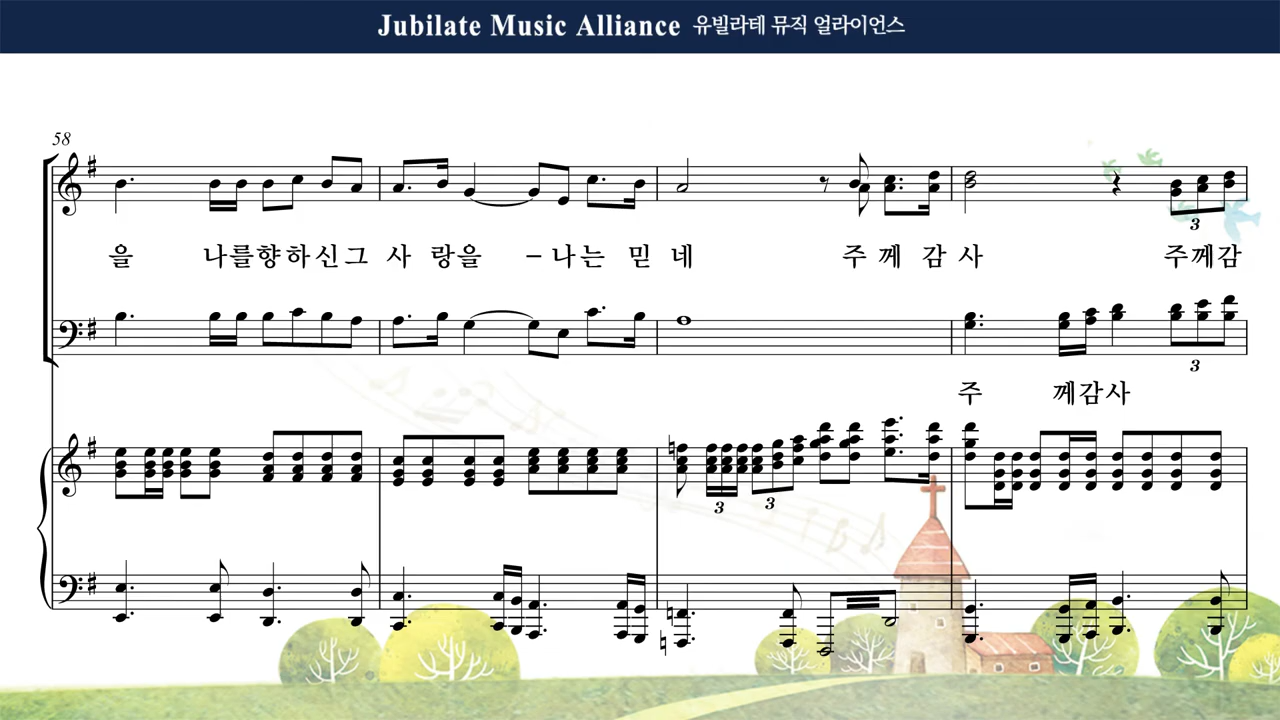 Jubilate Music Alliance 유빌라테 뮤직 얼라이언스
58
3
을 나를향하신그 사 랑을 – 나는 믿 네 주 께 감 사 주께감
3
주 께감사
3 3